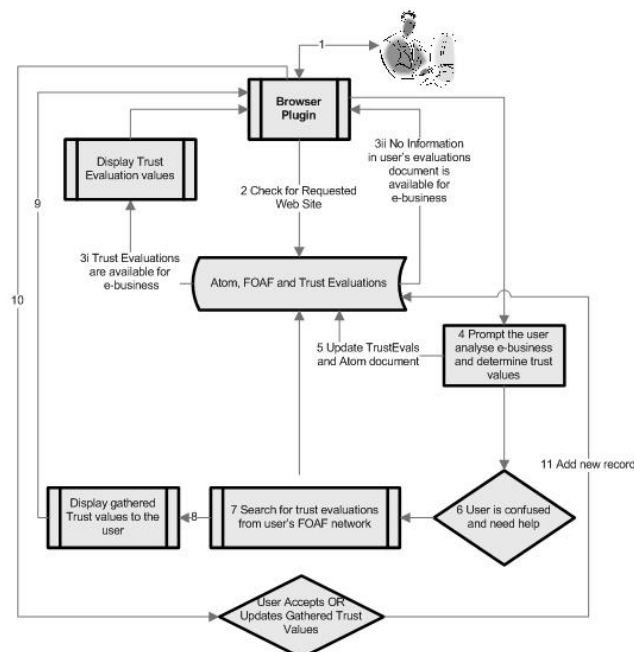 1
Browser
Plugin
3ii No Information
in user's evaluations
document is
available for
e-business
Display Trust
Evaluation values
2 Check for Requested
Web Site
9
3i Trust Evaluations
are available for
e-business
Atom, FOAF and Trust Evaluations
10
4 Prompt the user
analyse e-business
and determine trust
values
5 Update TrustEvals
and Atom document
11 Add new record
Display gathered
Trust values to the
user
8
7 Search for trust evaluations
from user's FOAF network
6 User is confused
and need help
User Accepts OR
Updates Gathered Trust
Values